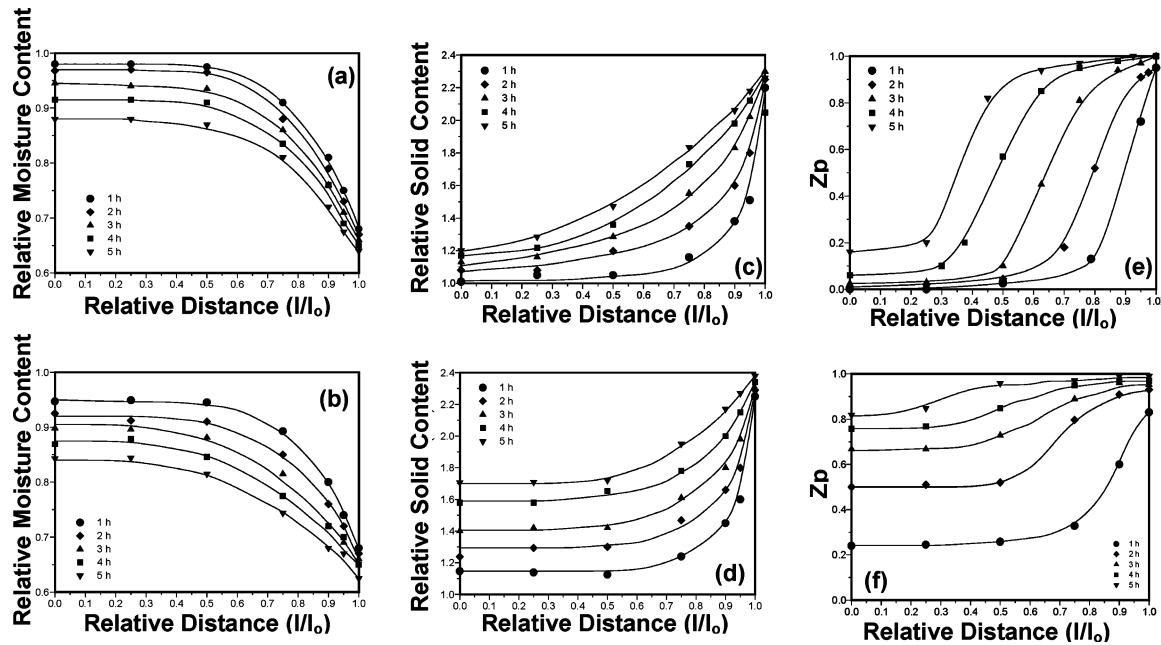 Relative Moisture Content
1.0
0.9
0.8
0.7
0.6
(a)
1 h
2 h
3 h
4 h
5 h
0.0 0.1 0.2 0.3 0.4 0.5 0.6 0.7 0.8 0.9 1.0
Relative Distance (I/Io)
Relative Solid Content
2.4
2.2
2.0
1.8
1.6
1.4
1.2
1.0
1 h
2 h
3 h
4 h
5 h
(c)
0.0 0.1 0.2 0.3 0.4 0.5 0.6 0.7 0.8 0.9 1.0
Relative Distance (I/Io)
Zp
1.0
0.8
0.6
0.4
0.2
0.0
1 h
2 h
3 h
4 h
5 h
(e)
0.0 0.1 0.2 0.3 0.4 0.5 0.6 0.7 0.8 0.9 1.0
Relative Distance (I/Io)
Relative Moisture Content
1.0
0.9
0.8
0.7
0.6
(b)
1 h
2 h
3 h
4 h
5 h
0.0 0.1 0.2 0.3 0.4 0.5 0.6 0.7 0.8 0.9 1.0
Relative Distance (I/Io)
Relative Solid Content
2.4
2.2
2.0
1.8
1.6
1.4
1.2
1.0
1 h
2 h
3 h
4 h
5 h
(d)
0.0 0.1 0.2 0.3 0.4 0.5 0.6 0.7 0.8 0.9 1.0
Relative Distance (I/Io)
Zp
1.0
0.8
0.6
0.4
0.2
0.0
(f)
1 h
2 h
3 h
4 h
5 h
0.0 0.1 0.2 0.3 0.4 0.5 0.6 0.7 0.8 0.9 1.0
Relative Distance (I/Io)